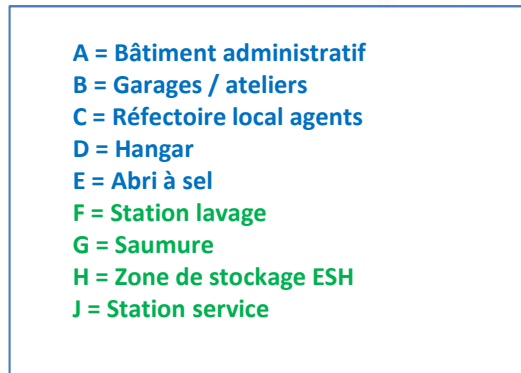 A = Bâtiment administratif
B = Garages / ateliers
C = Réfectoire local agents
D = Hangar
E = Abri à sel
F = Station lavage
G = Saumure
H = Zone de stockage ESH
J = Station service